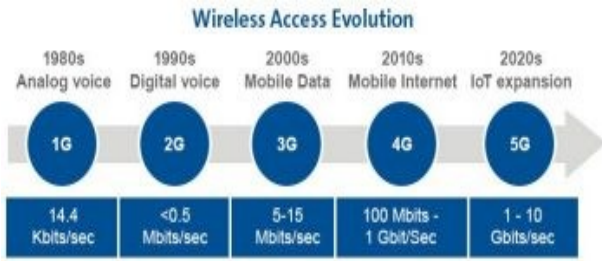 Wireless Access Evolution
1980s
Analog voice
1990s
Digital voice
2000s
Mobile Data
2010s
Mobile Internet
2020s
IoT expansion
1G
2G
3G
4G
5G
14.4
Kbits/sec
<0.5
Mbits/sec
5-15
Mbits/sec
100 Mbits -
1 Gbit/Sec
1 - 10
Gbits/sec